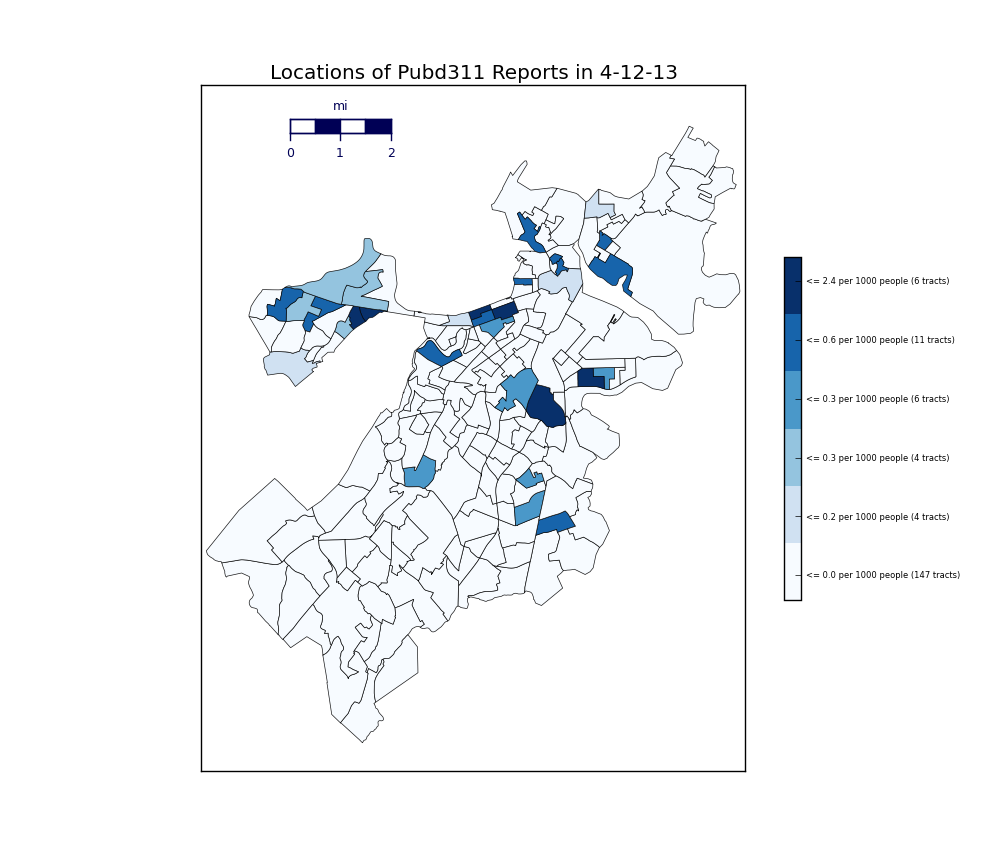 Locations of Pubd311 Reports in 4-12-13
mi
0 1 2
<= 2.4 per 1000 people (6 tracts)
<= 0.6 per 1000 people (11 tracts)
<= 0.3 per 1000 people (6 tracts)
<= 0.3 per 1000 people (4 tracts)
<= 0.2 per 1000 people (4 tracts)
<= 0.0 per 1000 people (147 tracts)